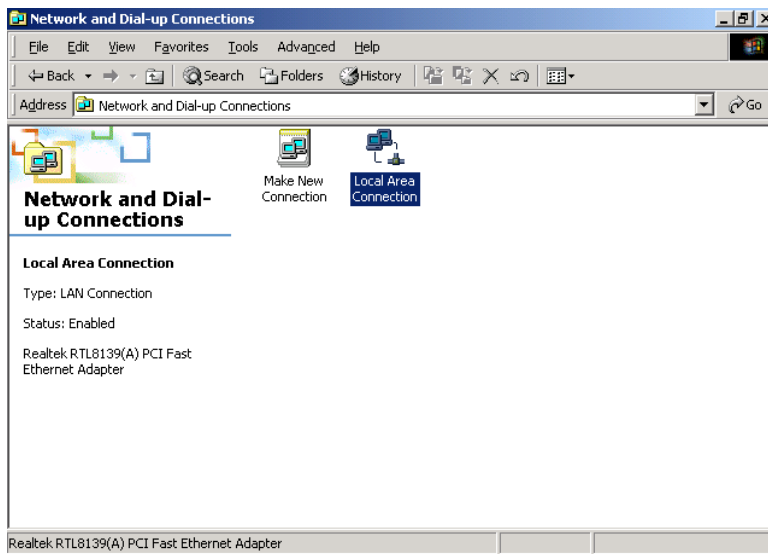 Network and Dial-up Connections
File Edit View Favorites Tools Advanced Help
Back Search Folders History
Address Network and Dial-up Connections Go
Make New
Connection
Local Area
Connection
Network and Dial-
up Connections
Local Area Connection
Type: LAN Connection
Status: Enabled
Realtek RTL8139(A) PCI Fast
Ethernet Adapter
Realtek RTL8139(A) PCI Fast Ethernet Adapter